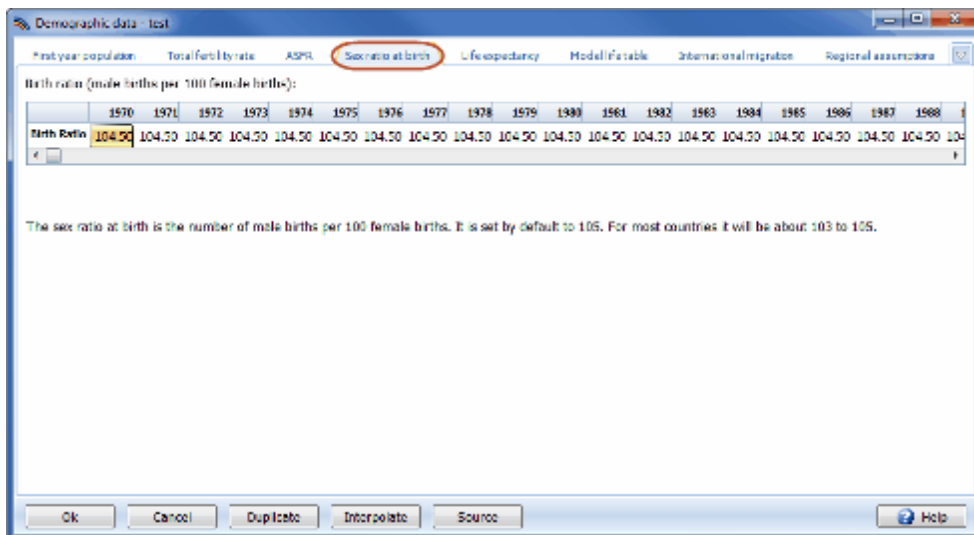 Demographic data - test
First year population Total fertility rate ASFR Sex ratio at birth Life expectancy Model life table International migration Regional assumptions
Birth ratio (male births per 100 female births):
1970 1971 1972 1973 1974 1975 1976 1977 1978 1979 1980 1981 1982 1983 1984 1985 1986 1987 1988 1
Birth Ratio 104.50 104.50 104.50 104.50 104.50 104.50 104.50 104.50 104.50 104.50 104.50 104.50 104.50 104.50 104.50 104.50 104.50 104.50 104.50 104
The sex ratio at birth is the number of male births per 100 female births. It is set by default to 105. For most countries it will be about 103 to 105.
Ok Cancel Duplicate Interpolate Source Help